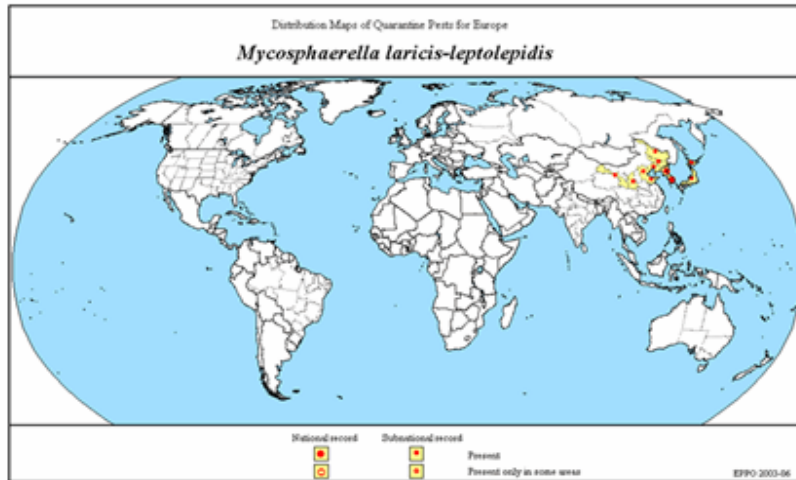 Distribution Maps of Quarantine Pests for Europe
Mycosphaerella laricis-leptolepidis
National record Subnational record
Present
Present only in some areas
EPPO 2003-06